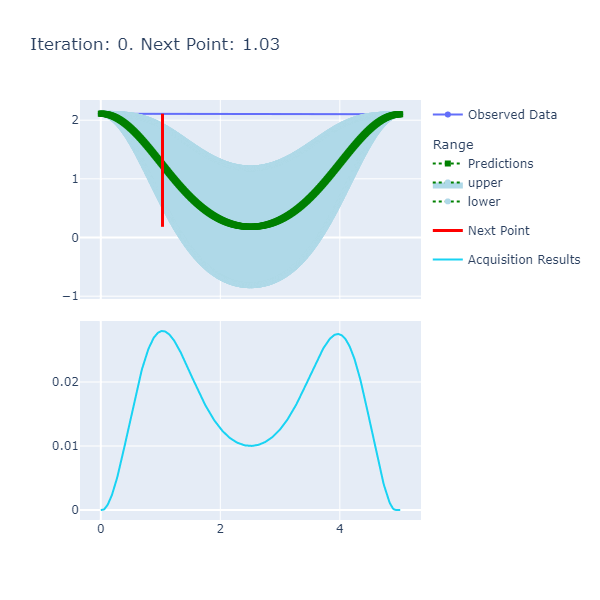 Iteration: 0. Next Point: 1.03
2
1
0
−1
Observed Data
Range
Predictions
upper
lower
Next Point
Acquisition Results
0.02
0.01
0
0
2
4